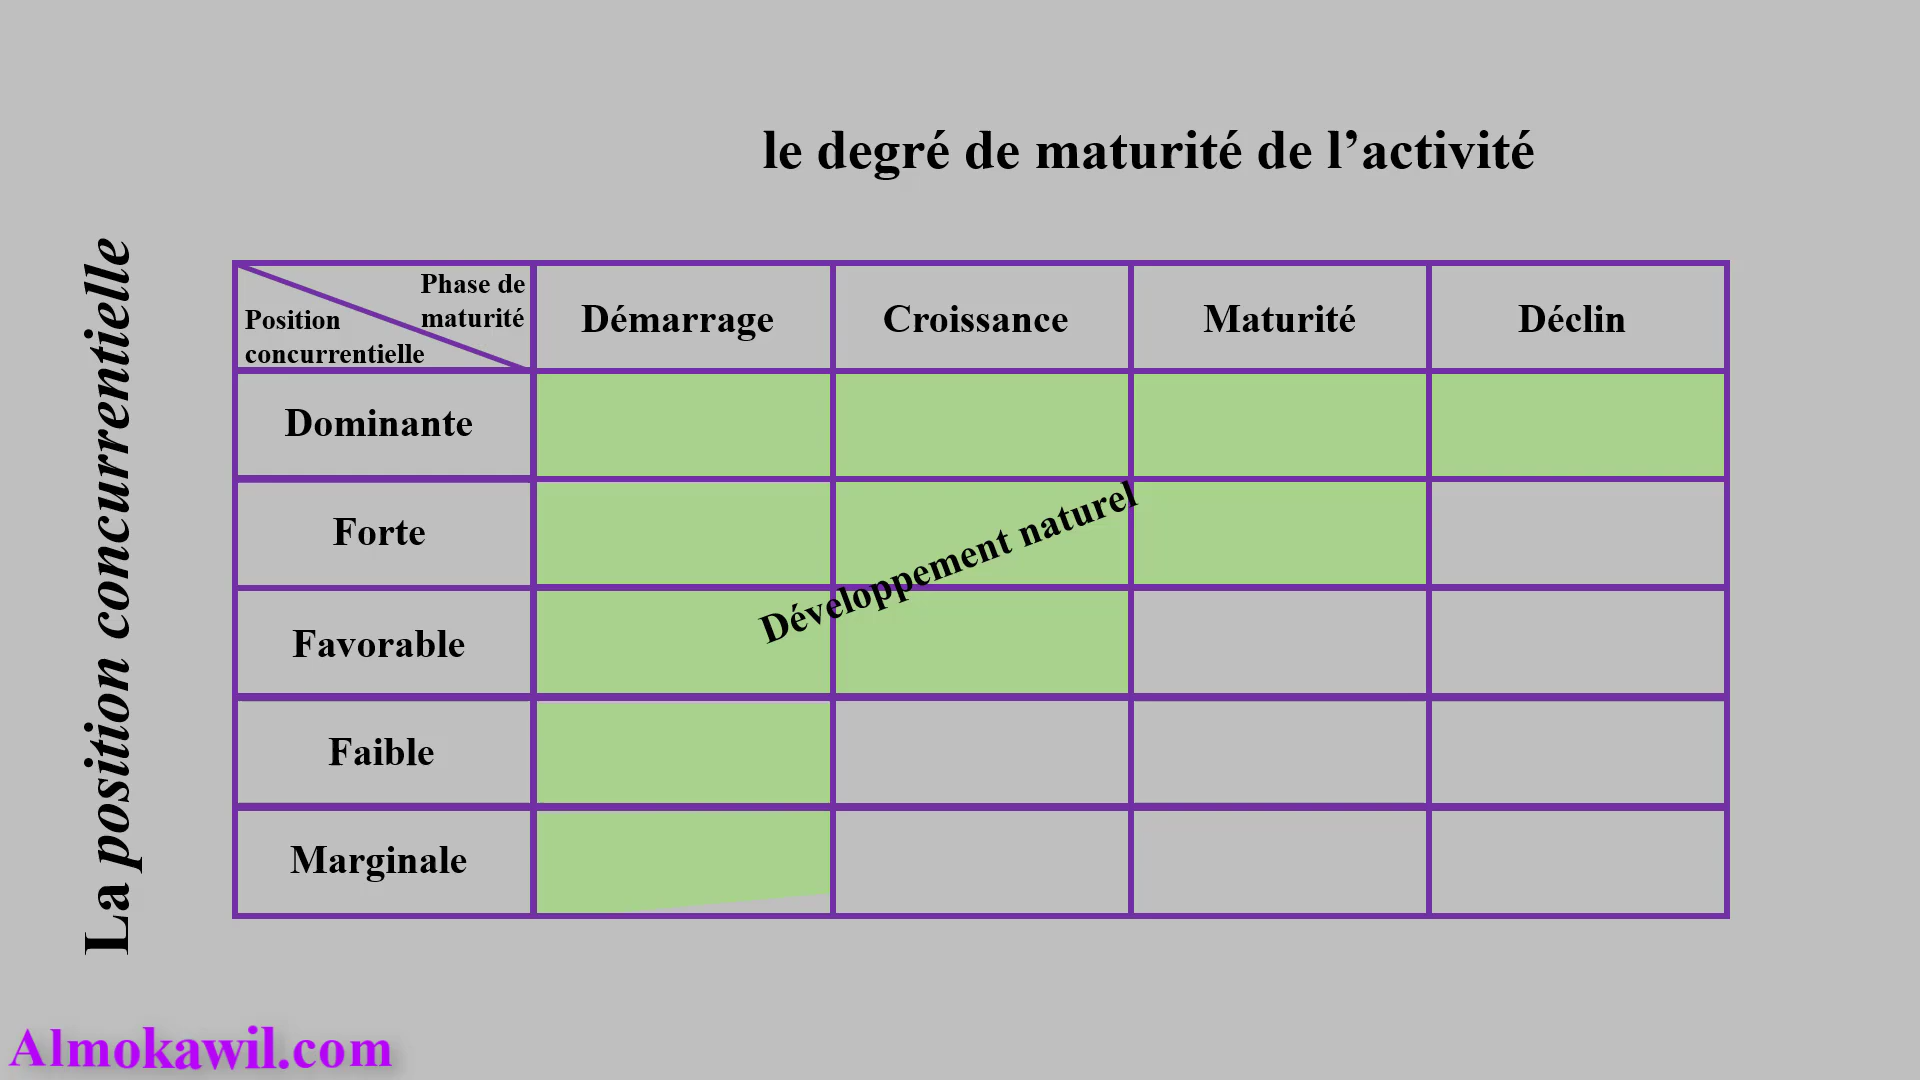 le degré de maturité de l’activité
La position concurrentielle
Phase de
maturité
Position
concurrentielle
Démarrage
Croissance
Maturité
Déclin
Dominante
Forte
Développement naturel
Favorable
Faible
Marginale
Almokawil.com